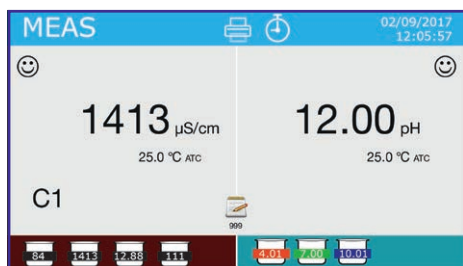 MEAS
02/09/2017
12:05:57
1413 µS/cm
25.0 °C ATC
C1
12.00 pH
25.0 °C ATC
999
84 1413 12.88 111
4.01 7.00 10.01